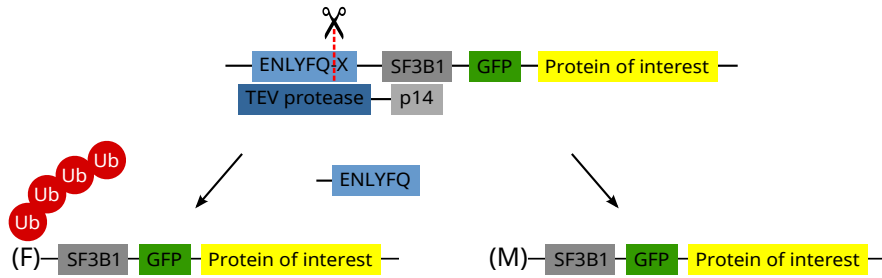 ENLYFQ-X SF3B1 GFP Protein of interest
TEV protease p14
Ub Ub Ub Ub
ENLYFQ
(F) SF3B1 GFP Protein of interest
(M) SF3B1 GFP Protein of interest